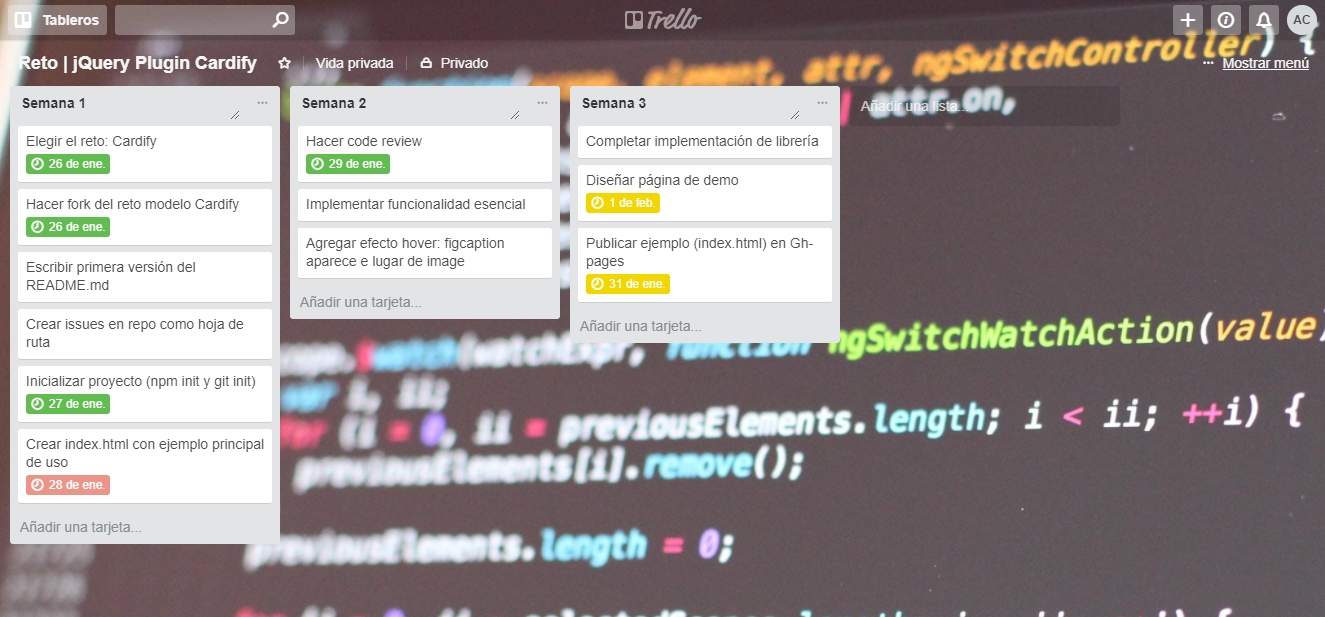 Tableros
Trello
AC
Reto | jQuery Plugin Cardify
Vida privada
Privado
Mostrar menú
Semana 1
Elegir el reto: Cardify
26 de ene.
Hacer fork del reto modelo Cardify
26 de ene.
Escribir primera versión del
README.md
Crear issues en repo como hoja de
ruta
Inicializar proyecto (npm init y git init)
27 de ene.
Crear index.html con ejemplo principal
de uso
28 de ene.
Añadir una tarjeta...
Semana 2
Hacer code review
29 de ene.
Implementar funcionalidad esencial
Agregar efecto hover: figcaption
aparece e lugar de image
Añadir una tarjeta...
Semana 3
Completar implementación de librería
Diseñar página de demo
1 de feb.
Publicar ejemplo (index.html) en Gh-
pages
31 de ene.
Añadir una tarjeta...
Añadir una lista...
element, attr, ngSwitchController) {
attr.on,
(watchExpr, function ngSwitchWatchAction(value)
var i, ii;
for (i = 0, ii = previousElements.length; i < ii; ++i) {
previousElements[i].remove();
previousElements.length = 0;